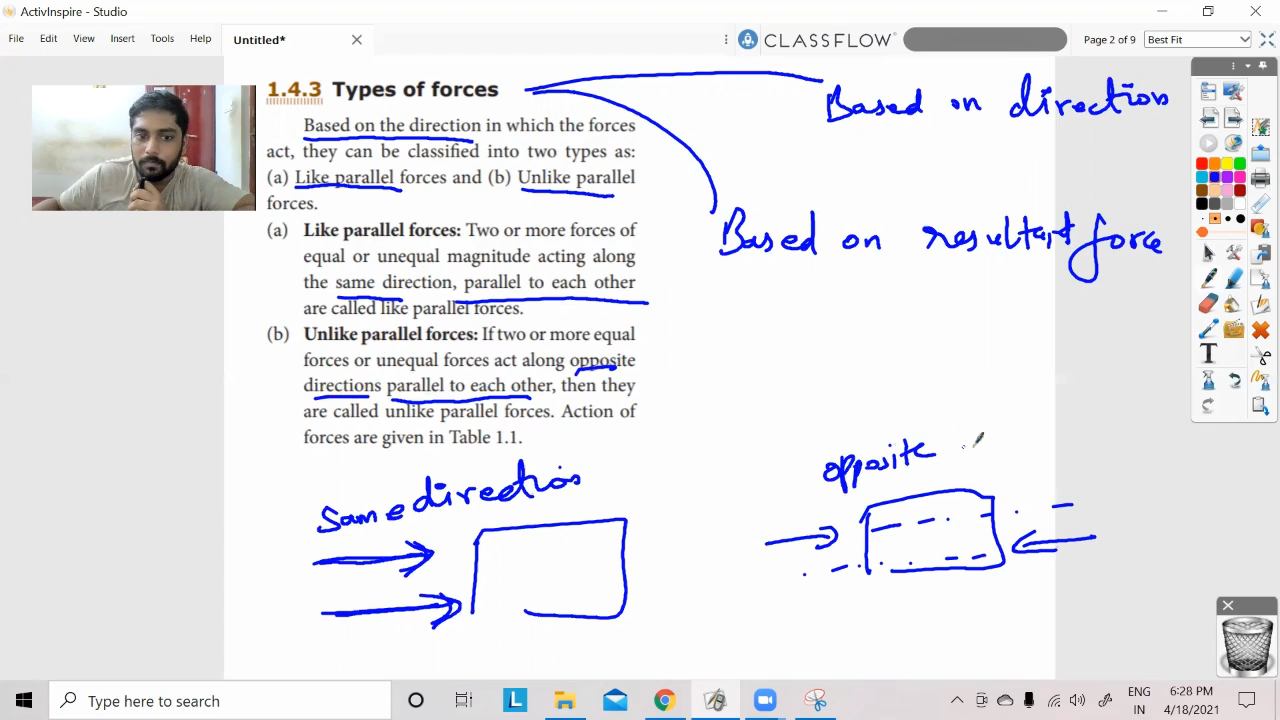 ActivInspire - Studio
File Edit View Insert Tools Help Untitled* CLASSFLOW Page 2 of 9 Best Fit
1.4.3 Types of forces
Based on direction
Based on the direction in which the forces
act, they can be classified into two types as:
(a) Like parallel forces and (b) Unlike parallel
forces.
Based on resultant force
(a) Like parallel forces: Two or more forces of
equal or unequal magnitude acting along
the same direction, parallel to each other
are called like parallel forces.
(b) Unlike parallel forces: If two or more equal
forces or unequal forces act along opposite
directions parallel to each other, then they
are called unlike parallel forces. Action of
forces are given in Table 1.1.
same direction
opposite
Type here to search
ENG 6:28 PM
IN 4/18/2021